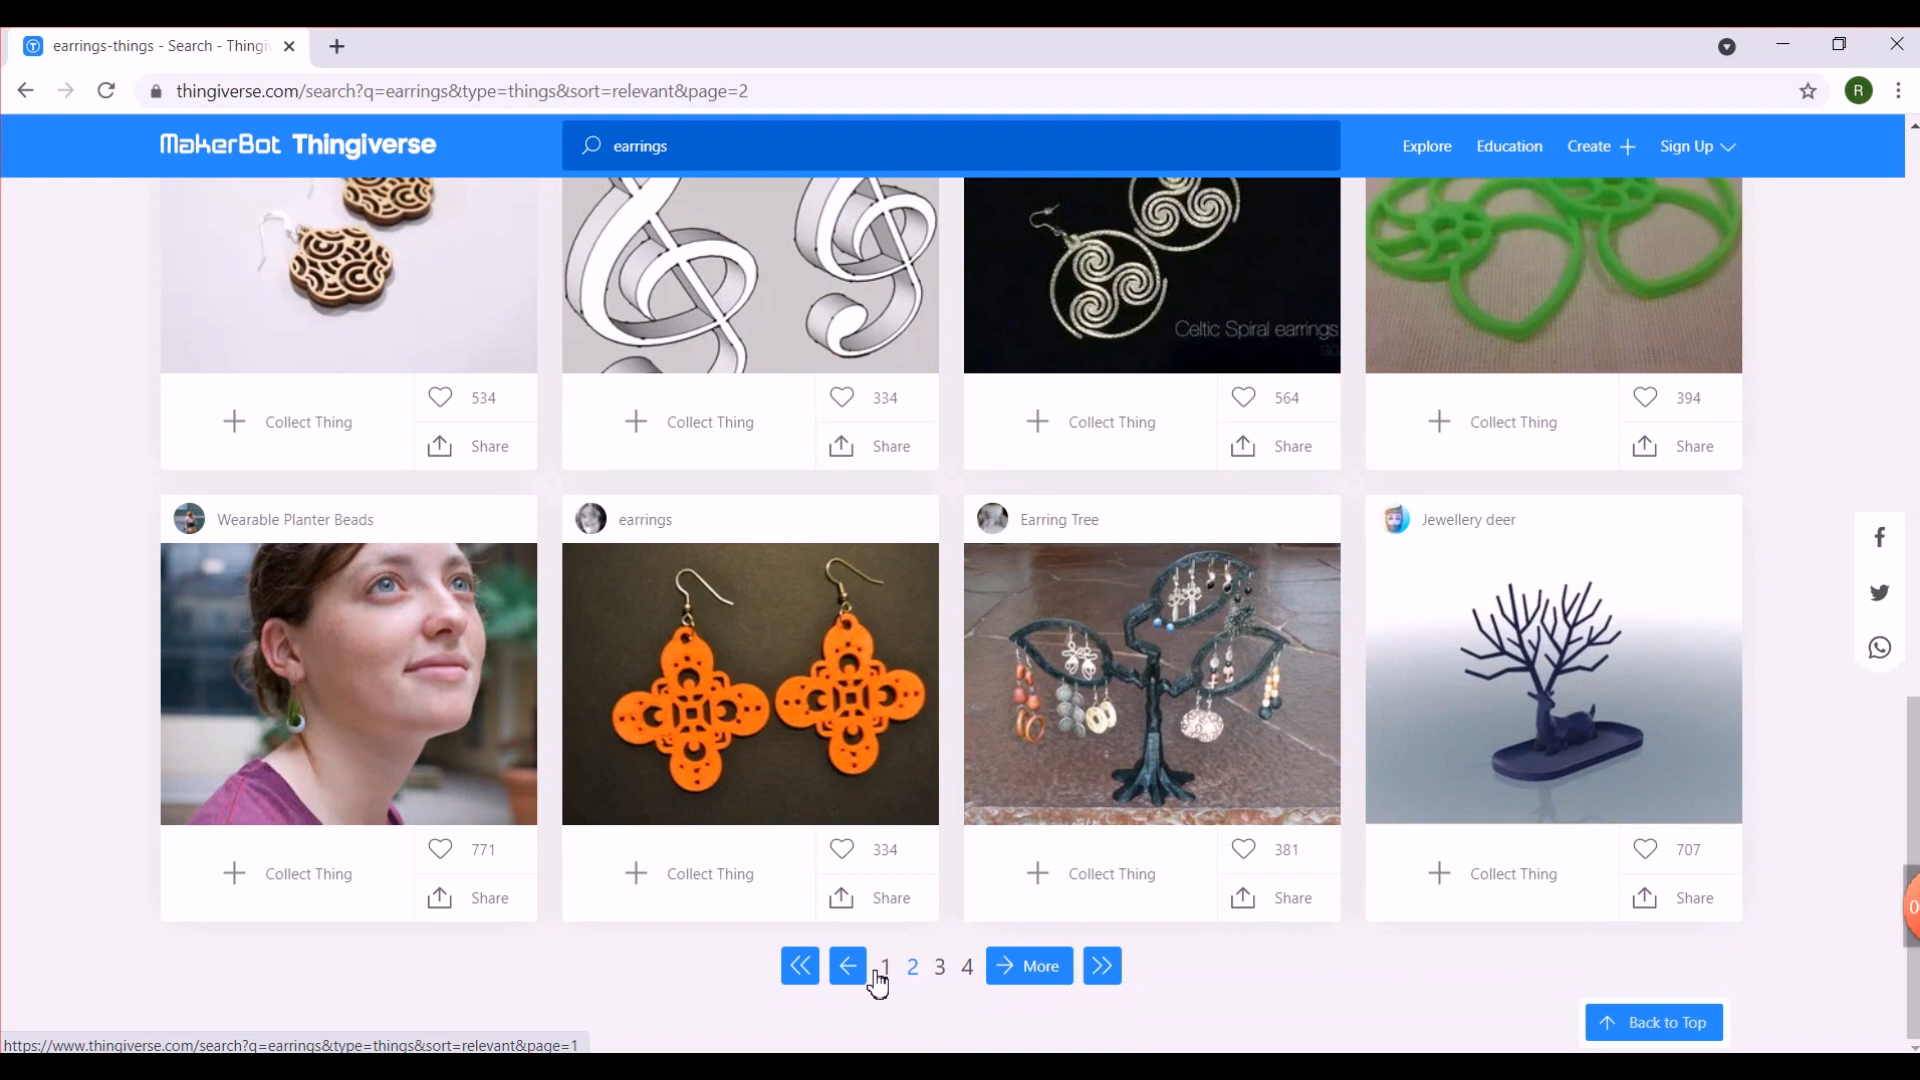 earrings-things - Search - Thingi
thingiverse.com/search?q=earrings&type=things&sort=relevant&page=2
R
MakerBot Thingiverse
earrings
Explore
Education
Create
Sign Up
Celtic Spiral earrings
534
334
564
394
Collect Thing
Collect Thing
Collect Thing
Collect Thing
Share
Share
Share
Share
Wearable Planter Beads
earrings
Earring Tree
Jewellery deer
771
334
381
707
Collect Thing
Collect Thing
Collect Thing
Collect Thing
Share
Share
Share
Share
1 2 3 4
More
Back to Top
https://www.thingiverse.com/search?q=earrings&type=things&sort=relevant&page=1